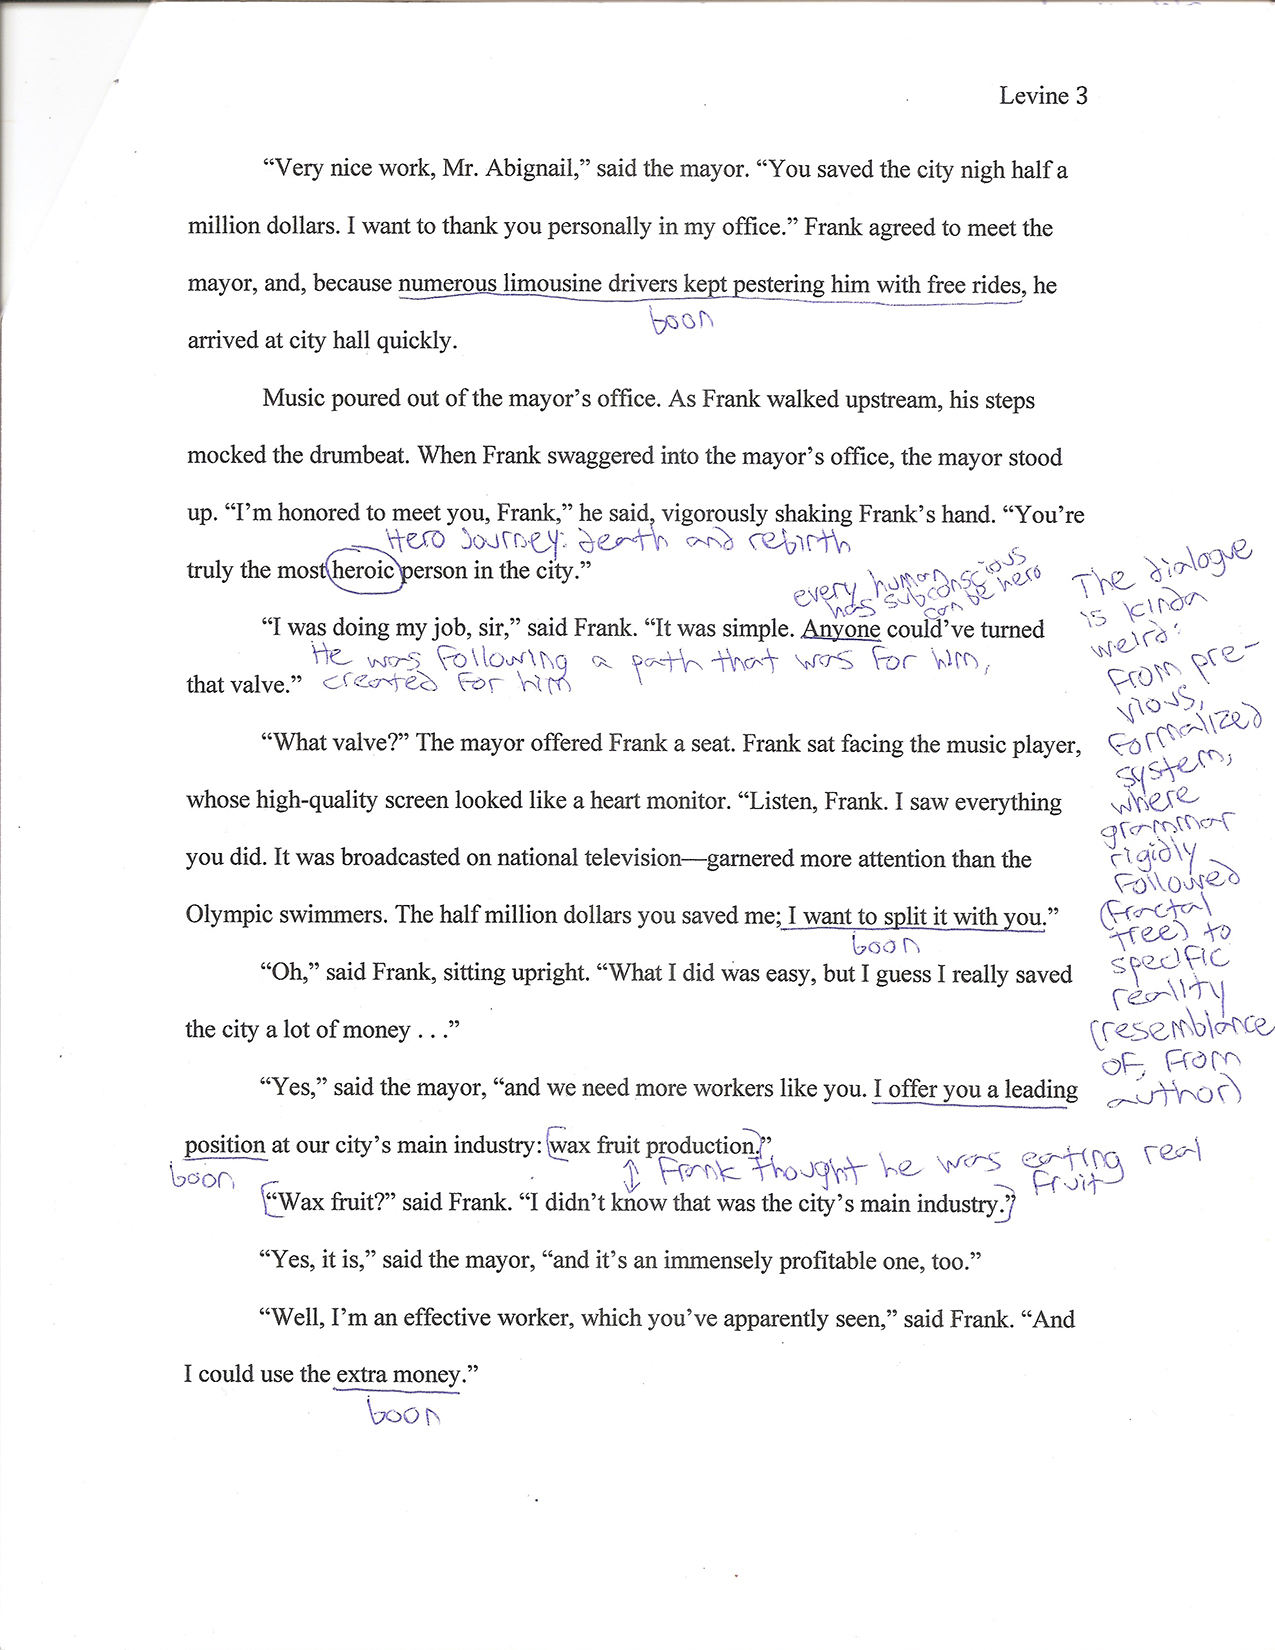 Levine 3
“Very nice work, Mr. Abignail,” said the mayor. “You saved the city nigh half a
million dollars. I want to thank you personally in my office.” Frank agreed to meet the
mayor, and, because numerous limousine drivers kept pestering him with free rides, he
boon
arrived at city hall quickly.
Music poured out of the mayor’s office. As Frank walked upstream, his steps
mocked the drumbeat. When Frank swaggered into the mayor’s office, the mayor stood
up. “I’m honored to meet you, Frank,” he said, vigorously shaking Frank’s hand. “You’re
Hero Journey: death and rebirth
truly the most heroic person in the city.”
every human
has subconscious
can be hero
“I was doing my job, sir,” said Frank. “It was simple. Anyone could’ve turned
He was following a path that was for him,
that valve.” created for him
“What valve?” The mayor offered Frank a seat. Frank sat facing the music player,
whose high-quality screen looked like a heart monitor. “Listen, Frank. I saw everything
you did. It was broadcasted on national television—garnered more attention than the
Olympic swimmers. The half million dollars you saved me; I want to split it with you.”
boon
“Oh,” said Frank, sitting upright. “What I did was easy, but I guess I really saved
the city a lot of money . . .”
“Yes,” said the mayor, “and we need more workers like you. I offer you a leading
position at our city’s main industry: wax fruit production.”
boon
Frank thought he was eating real
fruit
“Wax fruit?” said Frank. “I didn’t know that was the city’s main industry.”
“Yes, it is,” said the mayor, “and it’s an immensely profitable one, too.”
“Well, I’m an effective worker, which you’ve apparently seen,” said Frank. “And
I could use the extra money.”
boon
The dialogue
is kinda
weird:
From pre-
vious,
formalized
system,
where
grammar
rigidly
followed
(fractal
tree) to
specific
reality
(resemblance
of, from
author)